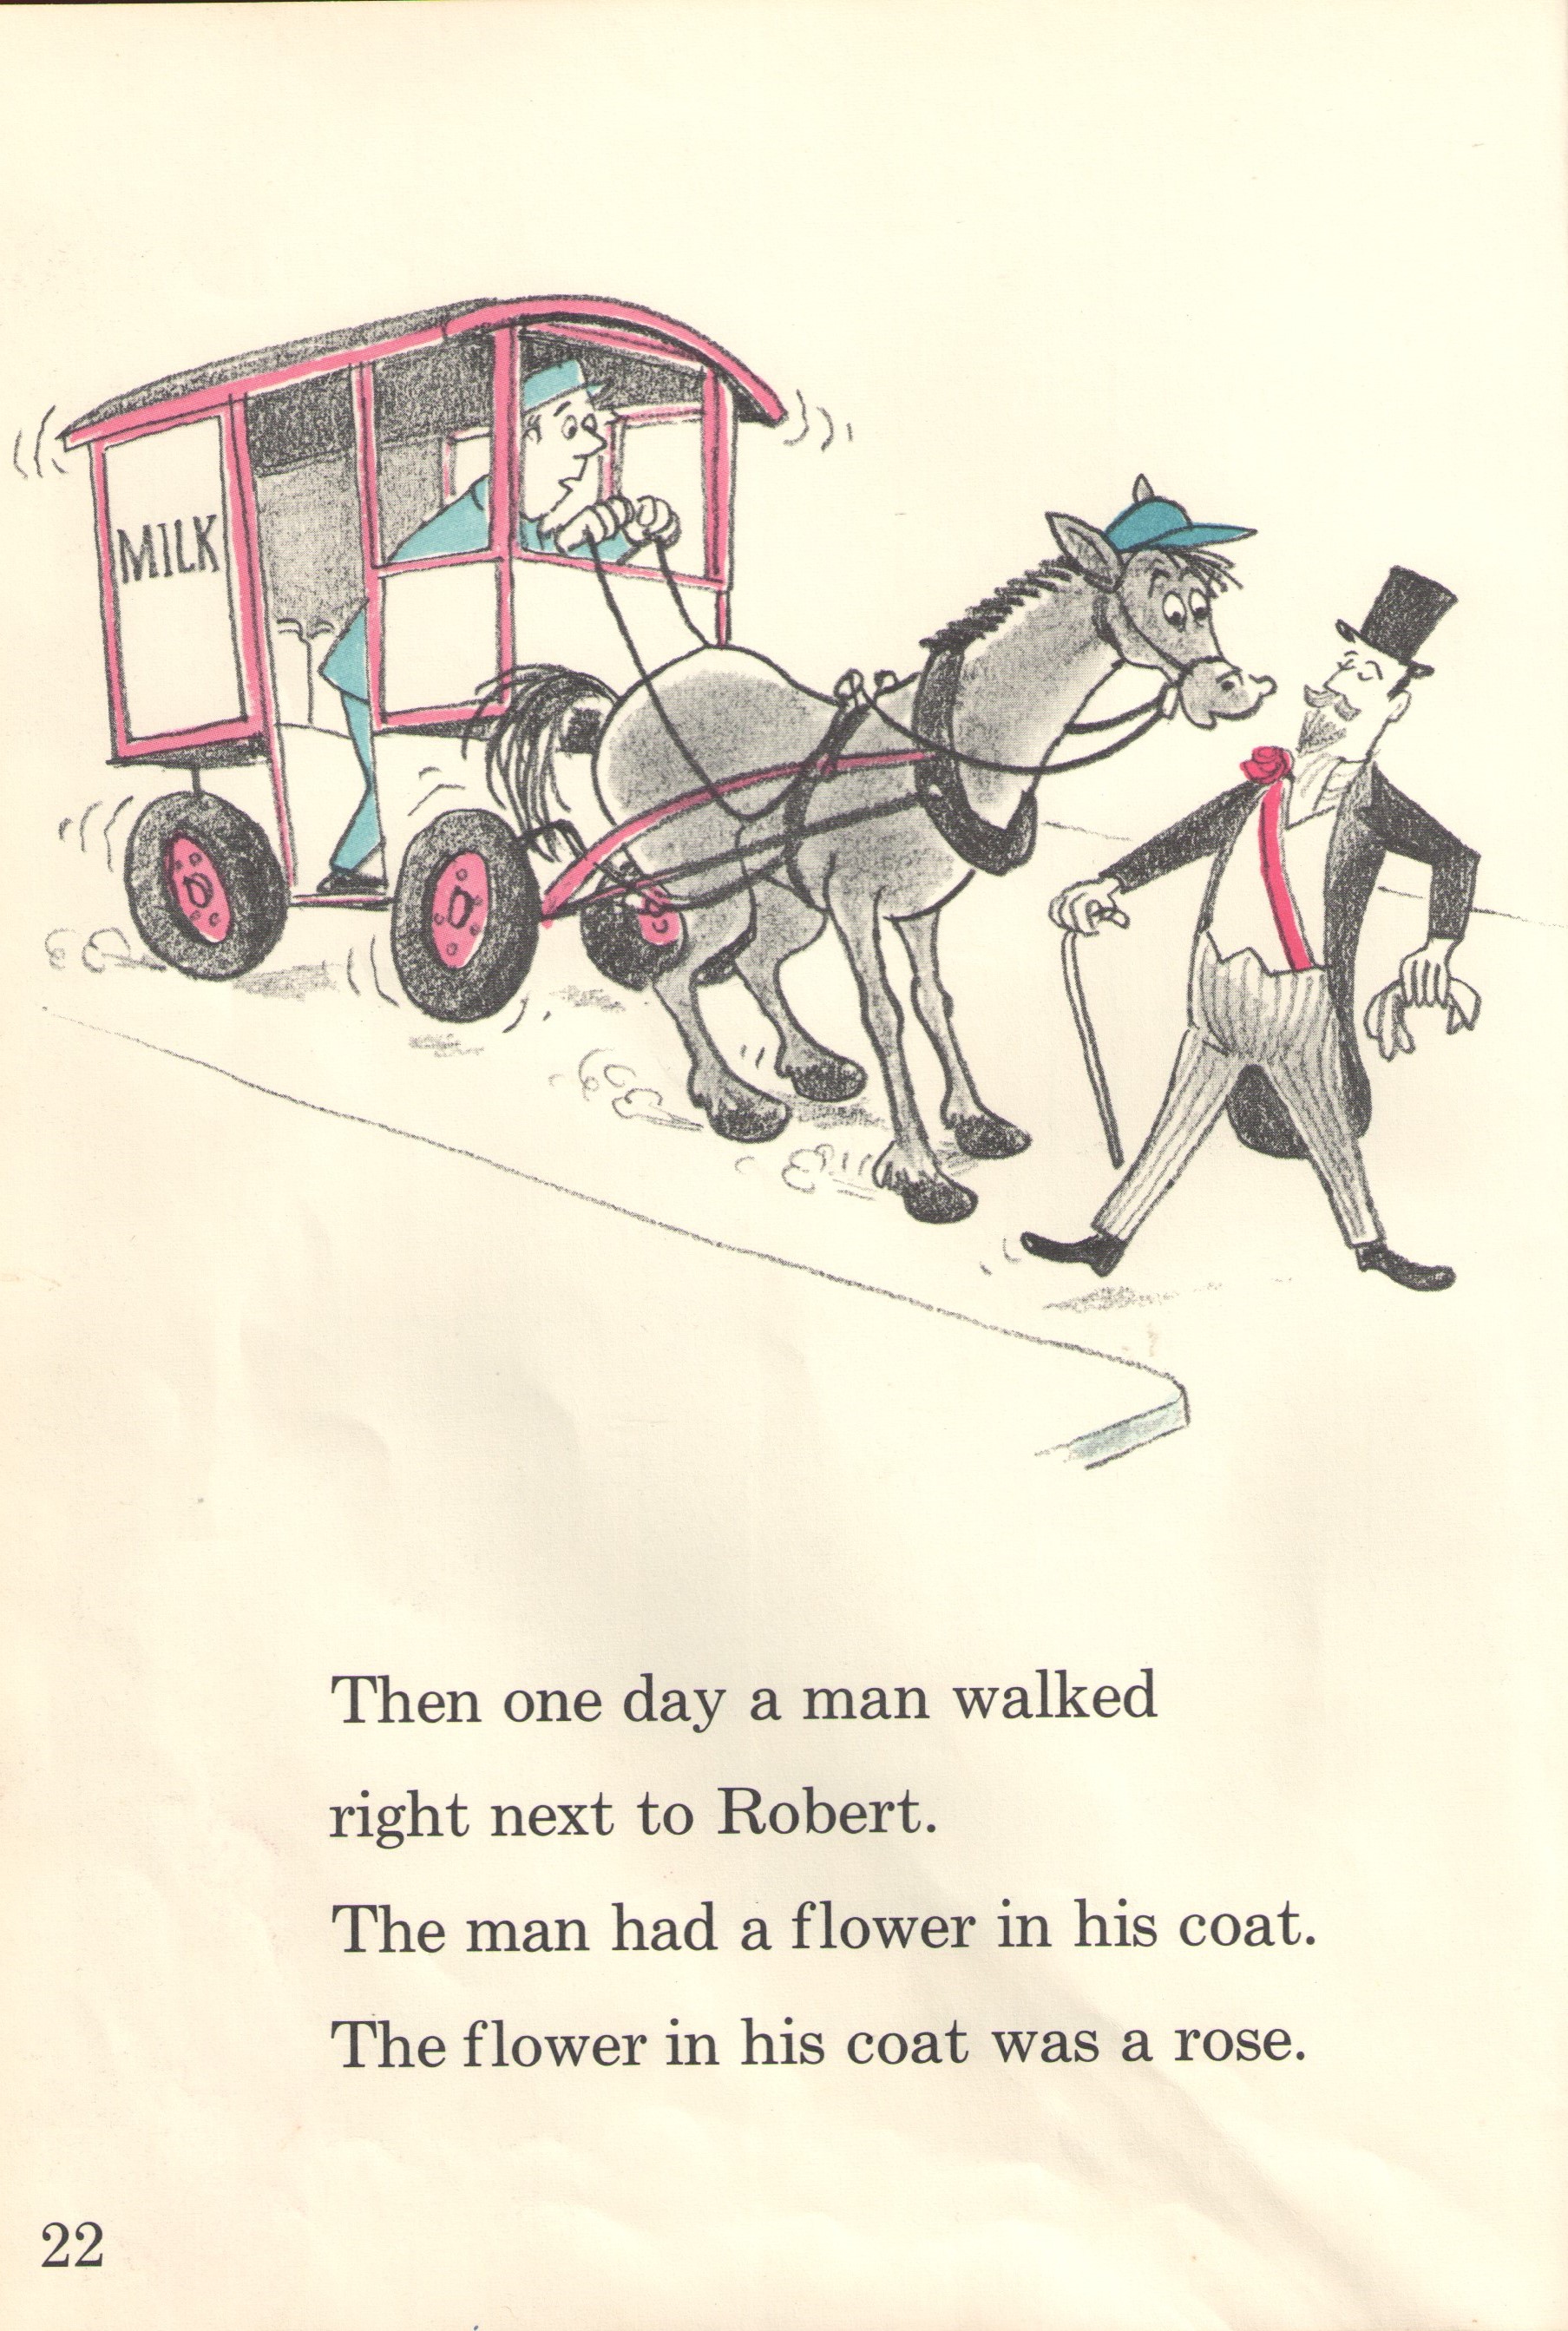 MILK
Then one day a man walked
right next to Robert.
The man had a flower in his coat.
The flower in his coat was a rose.
22